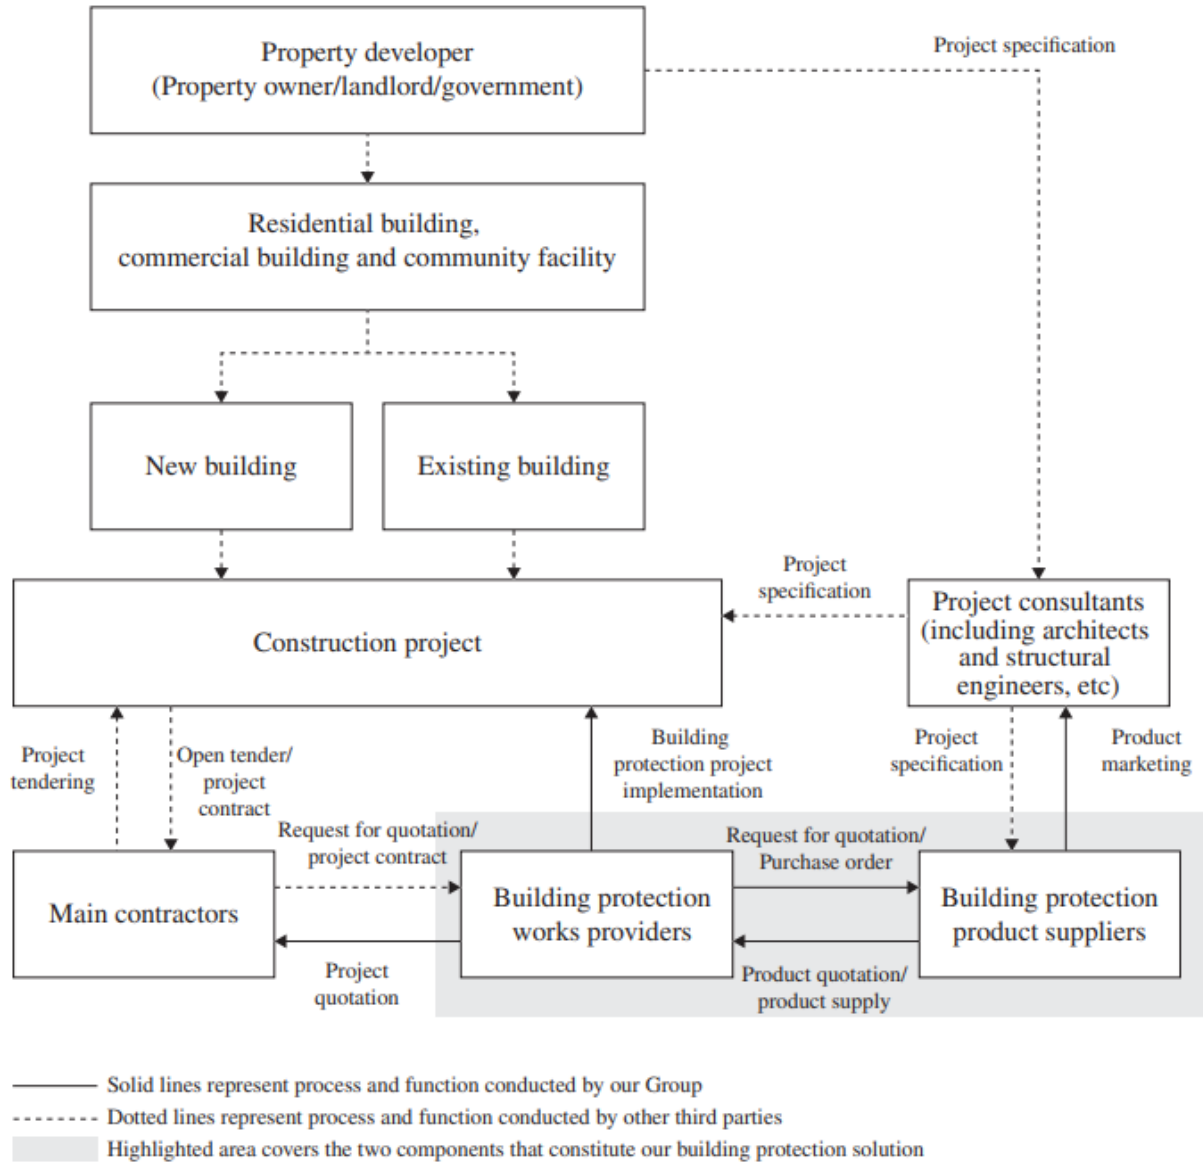 Property developer
(Property owner/landlord/government)
Project specification
Residential building,
commercial building and community facility
New building
Existing building
Project
specification
Construction project
Project consultants
(including architects
and structural
engineers, etc)
Project
tendering
Open tender/
project
contract
Building
protection project
implementation
Project
specification
Product
marketing
Request for quotation/
project contract
Request for quotation/
Purchase order
Main contractors
Building protection
works providers
Building protection
product suppliers
Project
quotation
Product quotation/
product supply
Solid lines represent process and function conducted by our Group
Dotted lines represent process and function conducted by other third parties
Highlighted area covers the two components that constitute our building protection solution